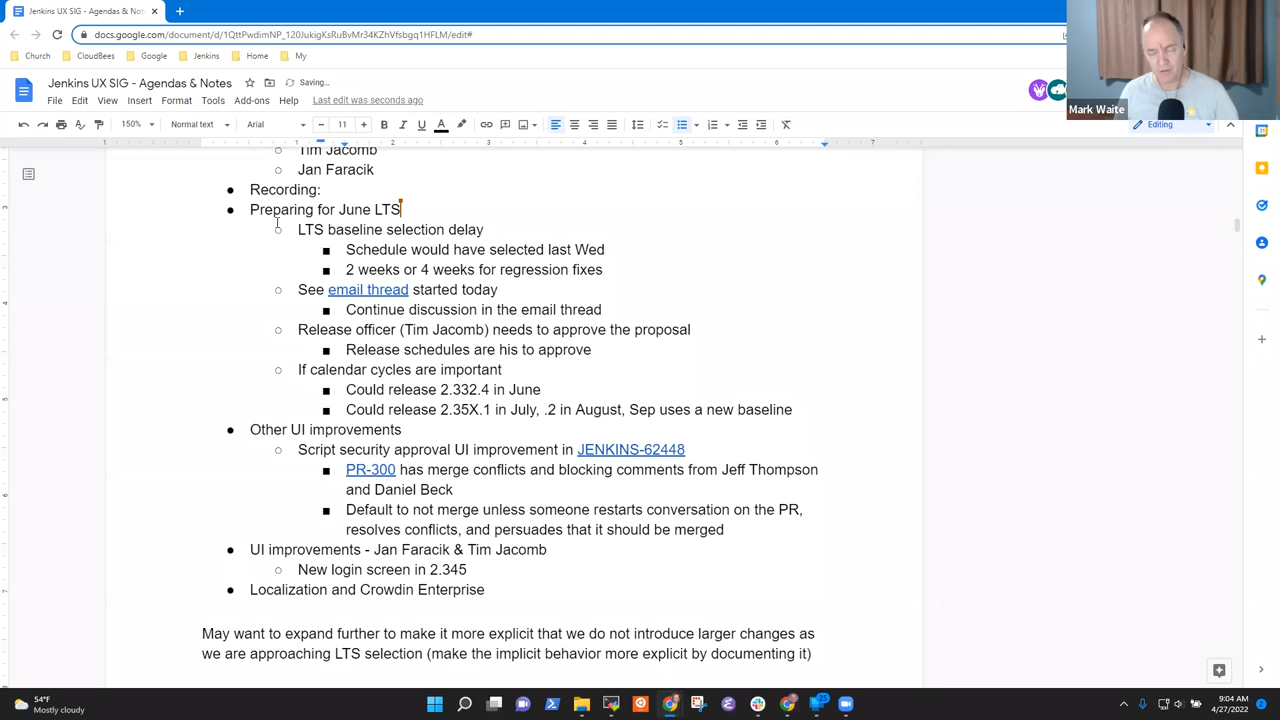 Jenkins UX SIG - Agendas & Notes
docs.google.com/document/d/1QttPwdimNP_120JukigKsRuBvMr34KZhVfsbgq1HFLM/edit#
Church
CloudBees
Google
Jenkins
Home
My
Mark Waite
Jenkins UX SIG - Agendas & Notes
Saving...
File Edit View Insert Format Tools Add-ons Help Last edit was seconds ago
150% Normal text Arial 11 Editing
1 1 2 3 4 5 6 7
Tim Jacomb
Jan Faracik
Recording:
Preparing for June LTS
LTS baseline selection delay
Schedule would have selected last Wed
2 weeks or 4 weeks for regression fixes
See email thread started today
Continue discussion in the email thread
Release officer (Tim Jacomb) needs to approve the proposal
Release schedules are his to approve
If calendar cycles are important
Could release 2.332.4 in June
Could release 2.35X.1 in July, .2 in August, Sep uses a new baseline
Other UI improvements
Script security approval UI improvement in JENKINS-62448
PR-300 has merge conflicts and blocking comments from Jeff Thompson
and Daniel Beck
Default to not merge unless someone restarts conversation on the PR,
resolves conflicts, and persuades that it should be merged
UI improvements - Jan Faracik & Tim Jacomb
New login screen in 2.345
Localization and Crowdin Enterprise
May want to expand further to make it more explicit that we do not introduce larger changes as
we are approaching LTS selection (make the implicit behavior more explicit by documenting it)
54°F
Mostly cloudy
9:04 AM
4/27/2022